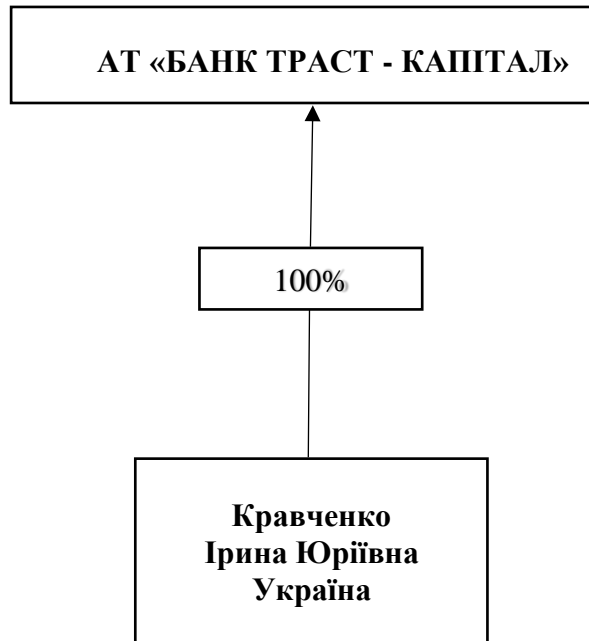 АТ «БАНК ТРАСТ - КАПІТАЛ»
100%
Кравченко
Ірина Юріївна
Україна